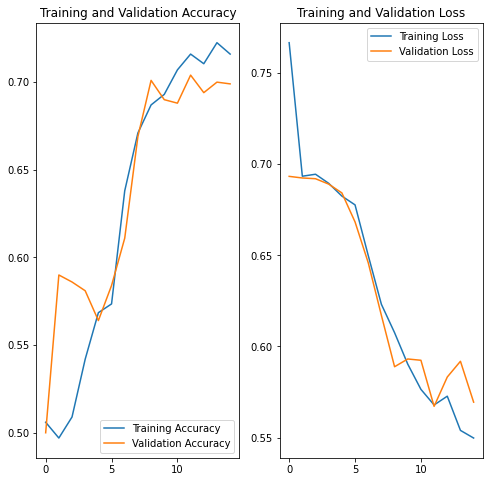 Training and Validation Accuracy
0.70
0.65
0.60
0.55
0.50
0
5
10
Training Accuracy
Validation Accuracy
Training and Validation Loss
0.75
0.70
0.65
0.60
0.55
0
5
10
Training Loss
Validation Loss